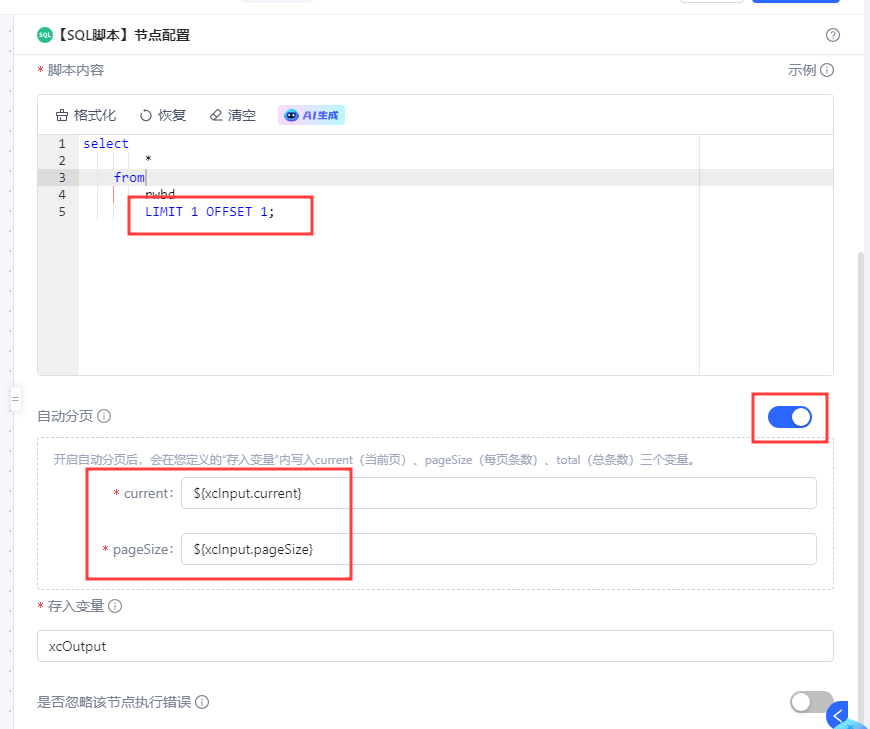 SQL 【SQL脚本】节点配置
* 脚本内容 示例
格式化 恢复 清空 AI生成
1 select
2 *
3 from
4 rwbd
5 LIMIT 1 OFFSET 1;
自动分页
开启自动分页后，会在您定义的“存入变量”内写入current（当前页）、pageSize（每页条数）、total（总条数）三个变量。
* current： ${xcInput.current}
* pageSize： ${xcInput.pageSize}
* 存入变量
xcOutput
是否忽略该节点执行错误